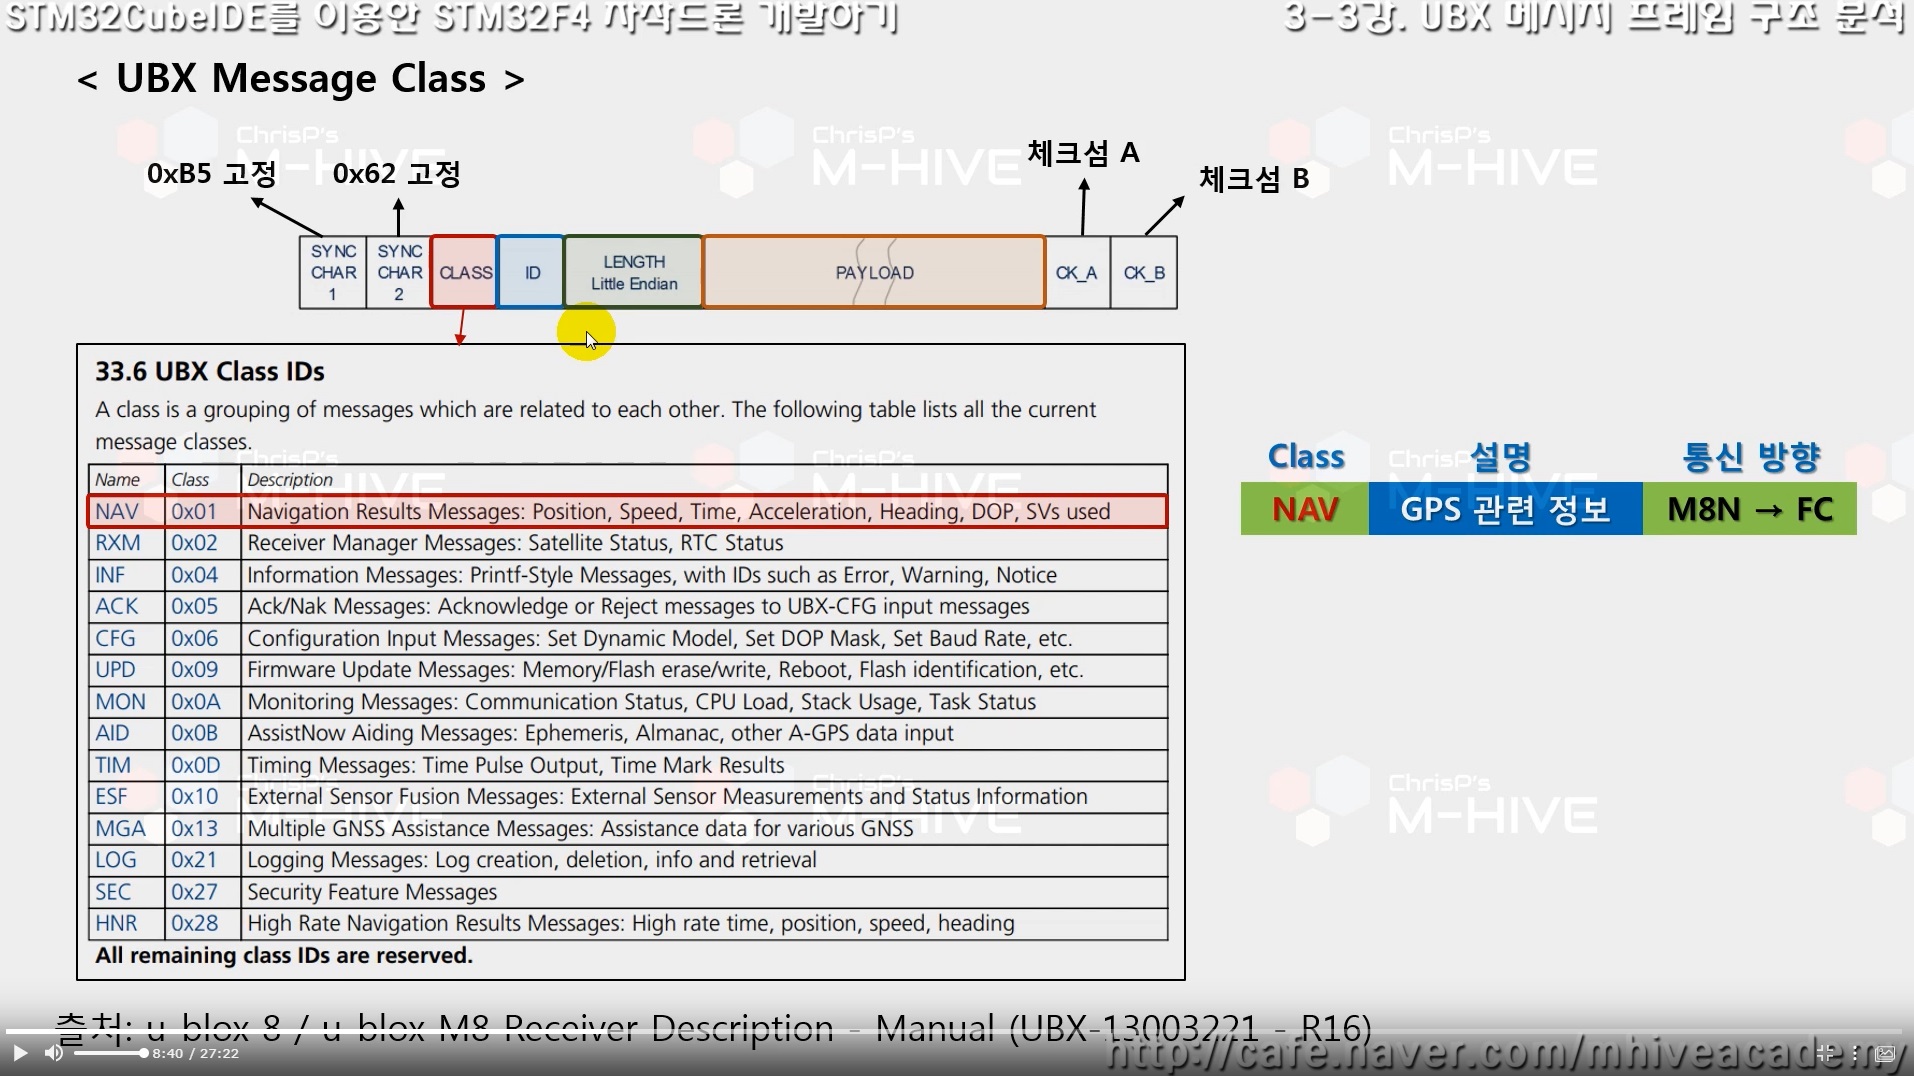 STM32CubeIDE를 이용한 STM32F4 자작드론 개발하기
3-3강. UBX 메시지 프레임 구조 분석
< UBX Message Class >
ChrisP's
M-HIVE
ChrisP's
M-HIVE
ChrisP's
M-HIVE
0xB5 고정
0x62 고정
체크섬 A
체크섬 B
SYNC CHAR 1
SYNC CHAR 2
CLASS
ID
LENGTH
Little Endian
PAYLOAD
CK_A
CK_B
33.6 UBX Class IDs
A class is a grouping of messages which are related to each other. The following table lists all the current
message classes.
Name Class Description
NAV 0x01 Navigation Results Messages: Position, Speed, Time, Acceleration, Heading, DOP, SVs used
RXM 0x02 Receiver Manager Messages: Satellite Status, RTC Status
INF 0x04 Information Messages: Printf-Style Messages, with IDs such as Error, Warning, Notice
ACK 0x05 Ack/Nak Messages: Acknowledge or Reject messages to UBX-CFG input messages
CFG 0x06 Configuration Input Messages: Set Dynamic Model, Set DOP Mask, Set Baud Rate, etc.
UPD 0x09 Firmware Update Messages: Memory/Flash erase/write, Reboot, Flash identification, etc.
MON 0x0A Monitoring Messages: Communication Status, CPU Load, Stack Usage, Task Status
AID 0x0B AssistNow Aiding Messages: Ephemeris, Almanac, other A-GPS data input
TIM 0x0D Timing Messages: Time Pulse Output, Time Mark Results
ESF 0x10 External Sensor Fusion Messages: External Sensor Measurements and Status Information
MGA 0x13 Multiple GNSS Assistance Messages: Assistance data for various GNSS
LOG 0x21 Logging Messages: Log creation, deletion, info and retrieval
SEC 0x27 Security Feature Messages
HNR 0x28 High Rate Navigation Results Messages: High rate time, position, speed, heading
All remaining class IDs are reserved.
Class 설명 통신 방향
NAV GPS 관련 정보 M8N → FC
ChrisP's
M-HIVE
출처: u-blox 8 / u-blox M8 Receiver Description - Manual (UBX-13003221 - R16)
8:40 / 27:22
http://cafe.naver.com/mhiveacademy